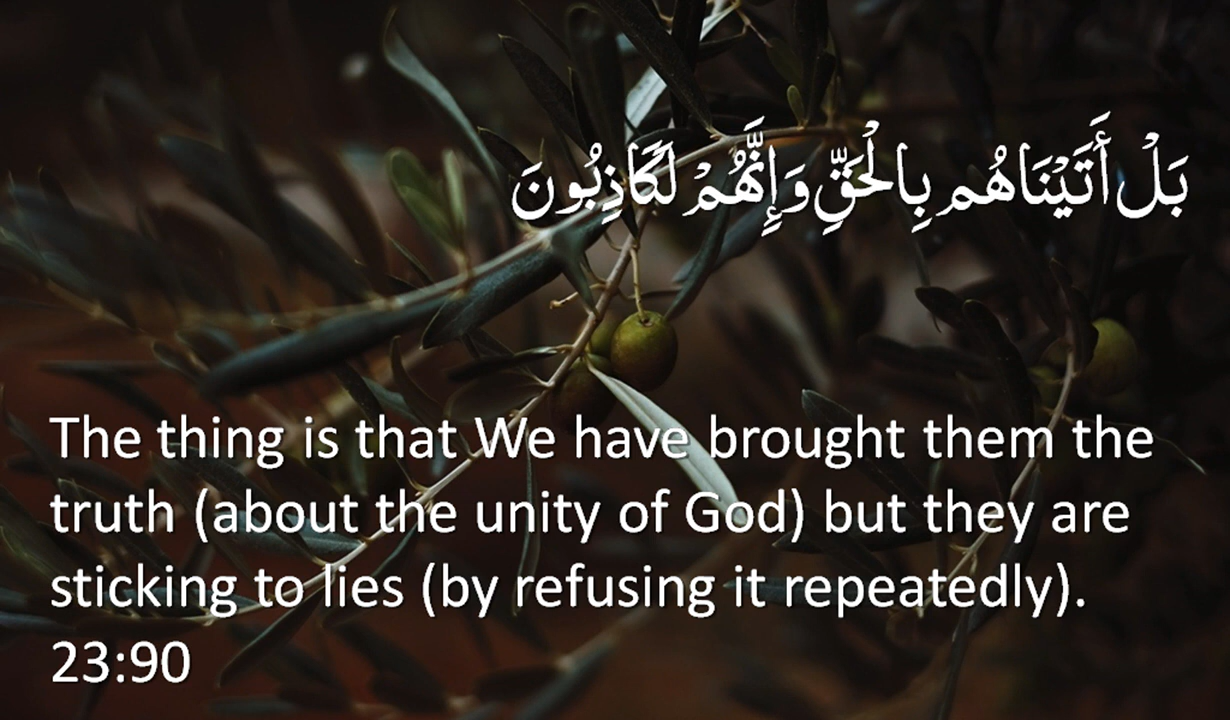 بَلْ أَتَيْنَاهُم بِالْحَقِّ وَإِنَّهُمْ لَكَاذِبُونَ
The thing is that We have brought them the
truth (about the unity of God) but they are
sticking to lies (by refusing it repeatedly).
23:90